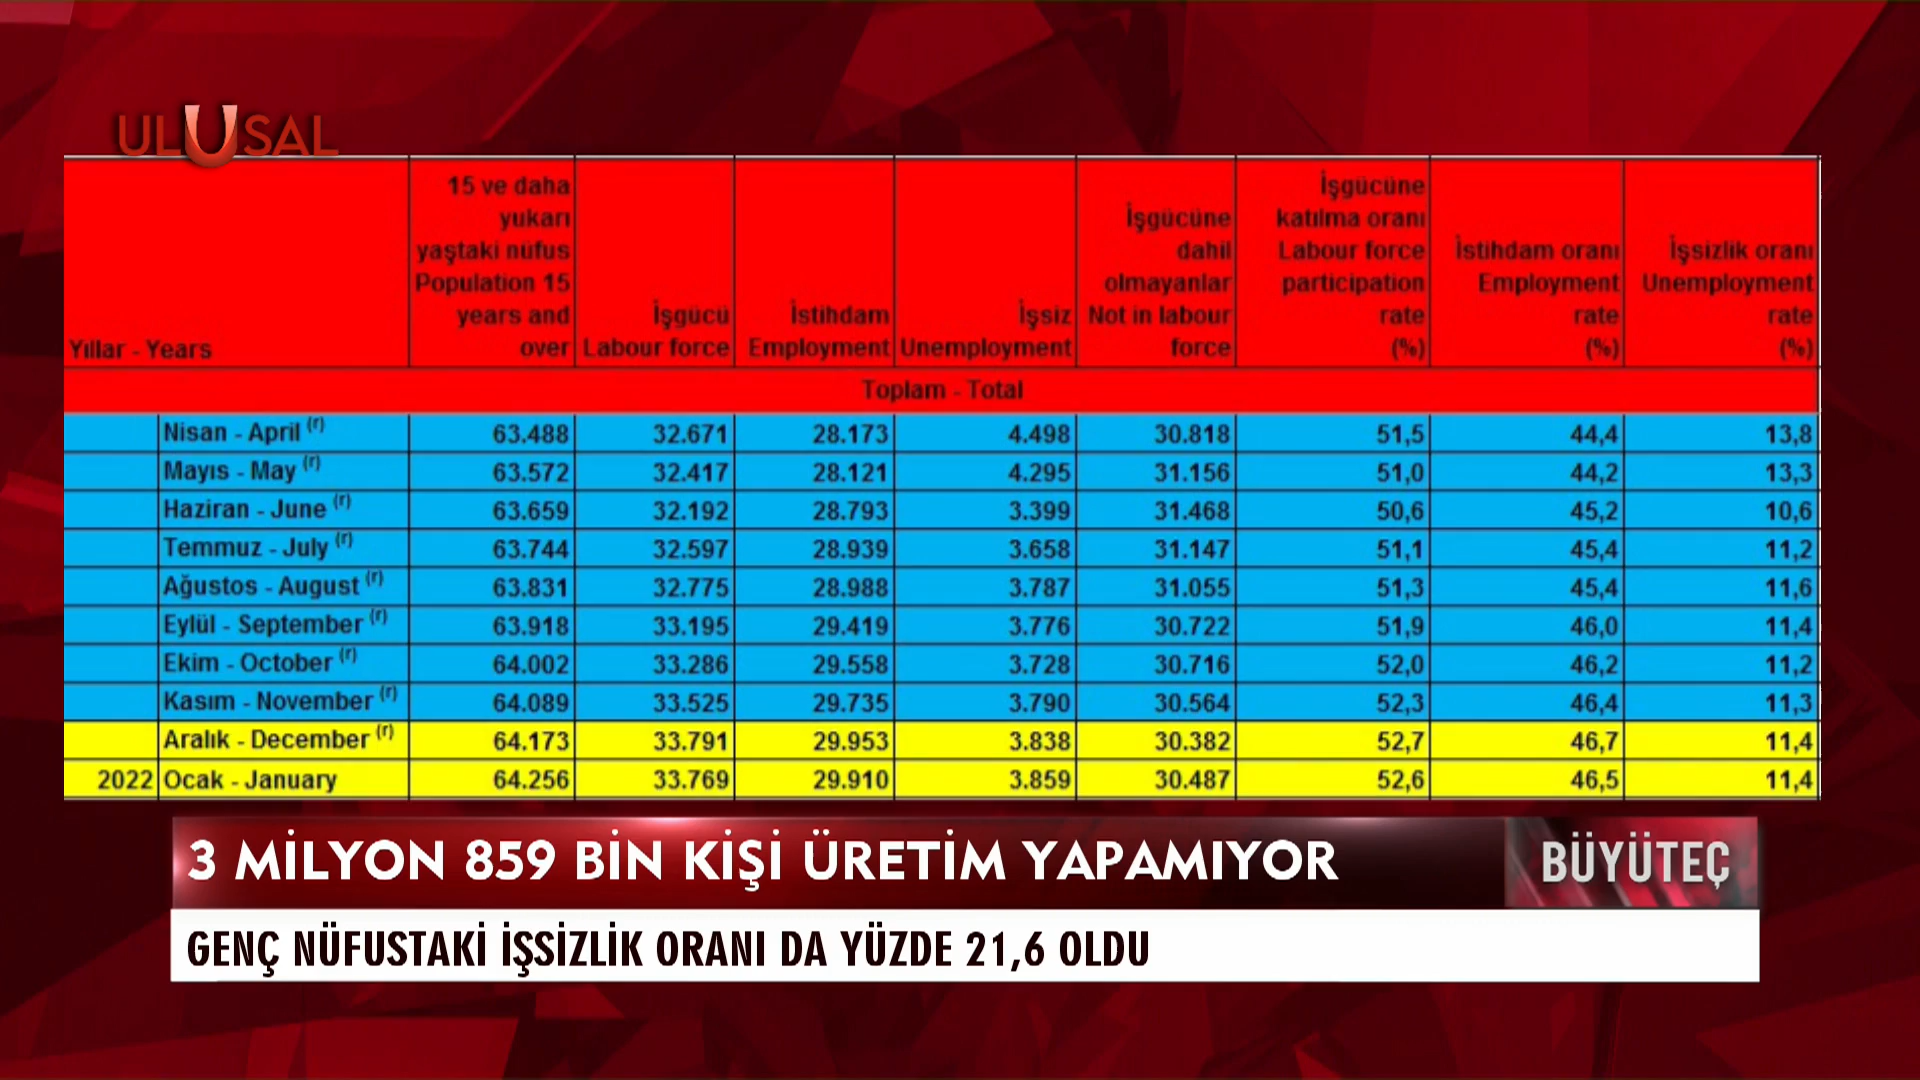 ULUSAL
Yıllar - Years
15 ve daha
yukarı
yaştaki nüfus
Population 15
years and
over
İşgücü
Labour force
İstihdam
Employment
İşsiz
Unemployment
İşgücüne
dahil
olmayanlar
Not in labour
force
İşgücüne
katılma oranı
Labour force
participation
rate
(%)
İstihdam oranı
Employment
rate
(%)
İşsizlik oranı
Unemployment
rate
(%)
Toplam - Total
Nisan - April (r) 63.488 32.671 28.173 4.498 30.818 51,5 44,4 13,8
Mayıs - May (r) 63.572 32.417 28.121 4.295 31.156 51,0 44,2 13,3
Haziran - June (r) 63.659 32.192 28.793 3.399 31.468 50,6 45,2 10,6
Temmuz - July (r) 63.744 32.597 28.939 3.658 31.147 51,1 45,4 11,2
Ağustos - August (r) 63.831 32.775 28.988 3.787 31.055 51,3 45,4 11,6
Eylül - September (r) 63.918 33.195 29.419 3.776 30.722 51,9 46,0 11,4
Ekim - October (r) 64.002 33.286 29.558 3.728 30.716 52,0 46,2 11,2
Kasım - November (r) 64.089 33.525 29.735 3.790 30.564 52,3 46,4 11,3
Aralık - December (r) 64.173 33.791 29.953 3.838 30.382 52,7 46,7 11,4
2022 Ocak - January 64.256 33.769 29.910 3.859 30.487 52,6 46,5 11,4
3 MİLYON 859 BİN KİŞİ ÜRETİM YAPAMIYOR
BÜYÜTEÇ
GENÇ NÜFUSTAKİ İŞSİZLİK ORANI DA YÜZDE 21,6 OLDU